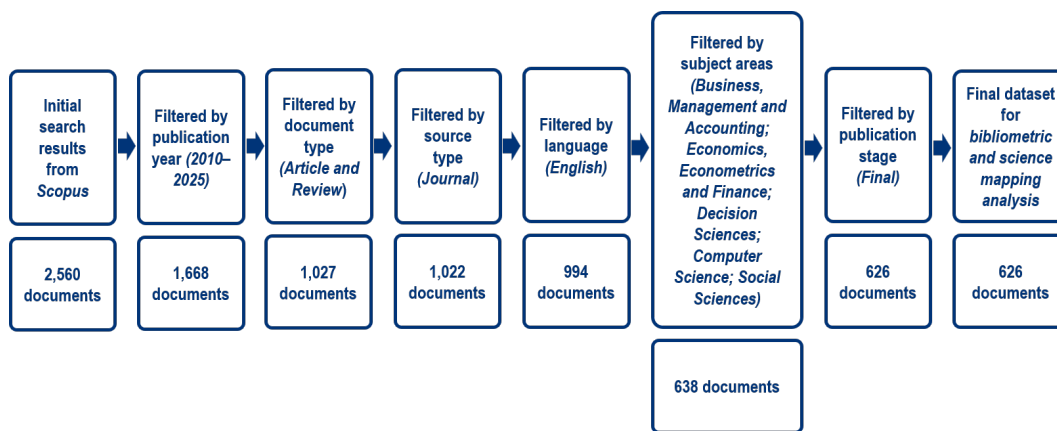 Initial
search
results
from
Scopus
2,560
documents
Filtered by
publication
year (2010–
2025)
1,668
documents
Filtered by
document
type
(Article and
Review)
1,027
documents
Filtered by
source
type
(Journal)
1,022
documents
Filtered by
language
(English)
994
documents
Filtered by
subject areas
(Business,
Management and
Accounting;
Economics,
Econometrics
and Finance;
Decision
Sciences;
Computer
Science; Social
Sciences)
638 documents
Filtered by
publication
stage
(Final)
626
documents
Final dataset
for
bibliometric
and science
mapping
analysis
626
documents